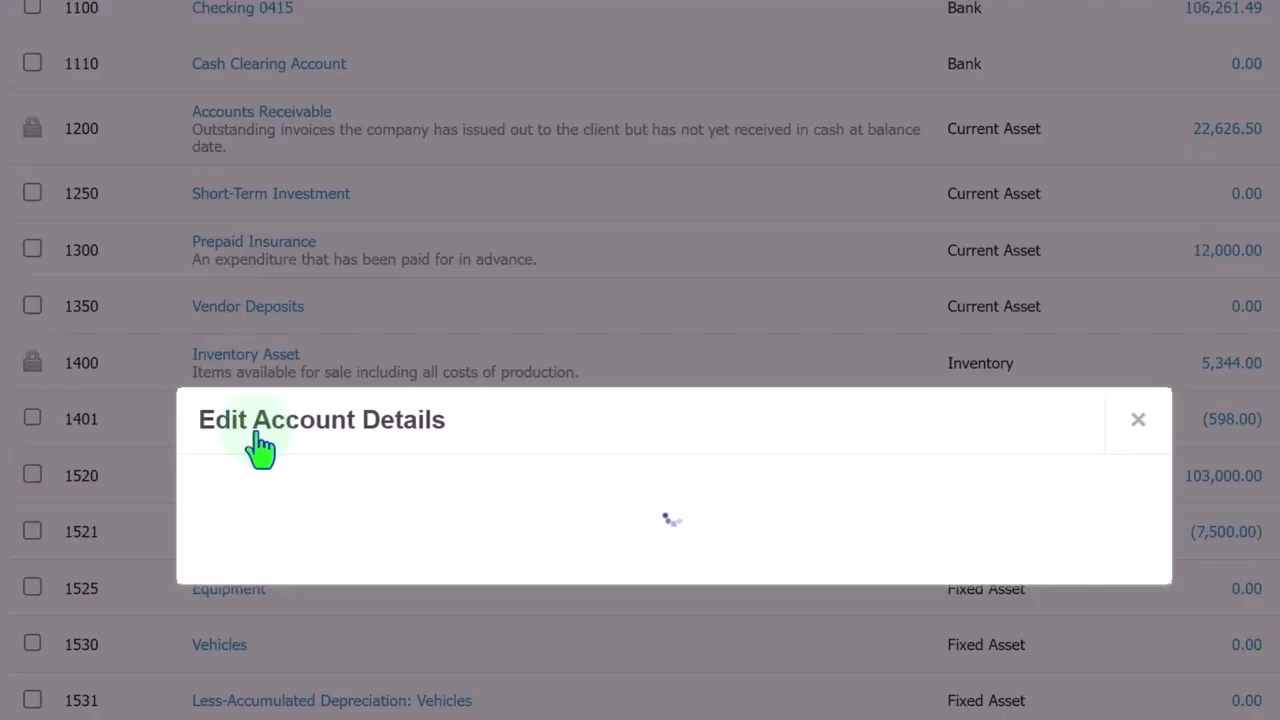 1100 Checking 0415 Bank 106,261.49
1110 Cash Clearing Account Bank 0.00
Accounts Receivable
1200 Outstanding invoices the company has issued out to the client but has not yet received in cash at balance Current Asset 22,626.50
date.
1250 Short-Term Investment Current Asset 0.00
Prepaid Insurance
1300 An expenditure that has been paid for in advance. Current Asset 12,000.00
1350 Vendor Deposits Current Asset 0.00
Inventory Asset
1400 Items available for sale including all costs of production. Inventory 5,344.00
1401 Edit Account Details × (598.00)
1520 103,000.00
1521 (7,500.00)
1525 Equipment Fixed Asset 0.00
1530 Vehicles Fixed Asset 0.00
1531 Less-Accumulated Depreciation: Vehicles Fixed Asset 0.00